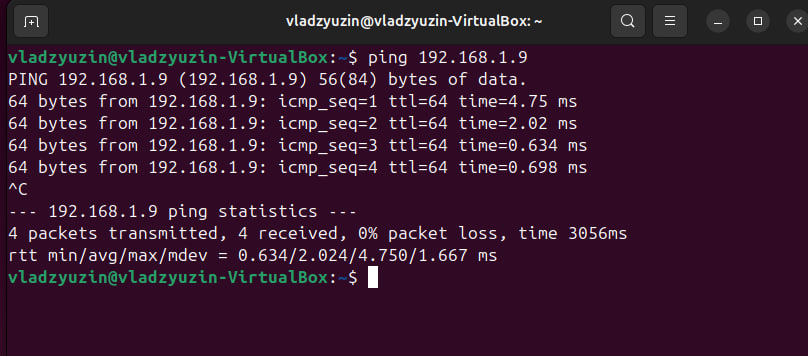 vladzyuzin@vladzyuzin-VirtualBox: ~
vladzyuzin@vladzyuzin-VirtualBox:~$ ping 192.168.1.9
PING 192.168.1.9 (192.168.1.9) 56(84) bytes of data.
64 bytes from 192.168.1.9: icmp_seq=1 ttl=64 time=4.75 ms
64 bytes from 192.168.1.9: icmp_seq=2 ttl=64 time=2.02 ms
64 bytes from 192.168.1.9: icmp_seq=3 ttl=64 time=0.634 ms
64 bytes from 192.168.1.9: icmp_seq=4 ttl=64 time=0.698 ms
^C
--- 192.168.1.9 ping statistics ---
4 packets transmitted, 4 received, 0% packet loss, time 3056ms
rtt min/avg/max/mdev = 0.634/2.024/4.750/1.667 ms
vladzyuzin@vladzyuzin-VirtualBox:~$